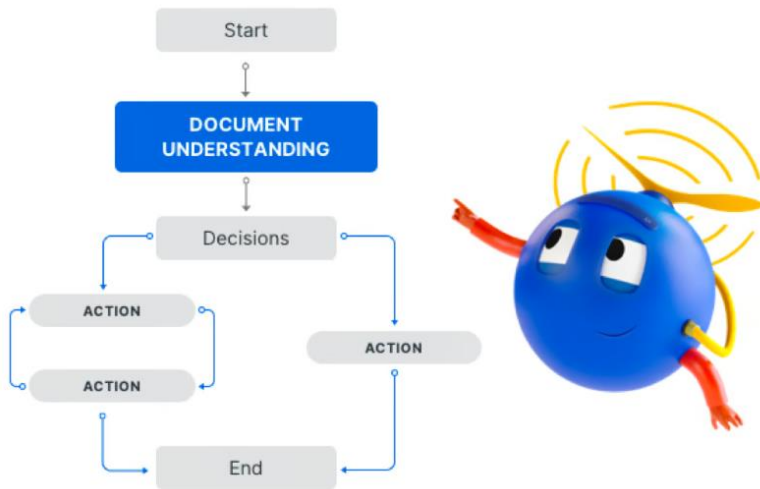 Start
DOCUMENT
UNDERSTANDING
Decisions
ACTION
ACTION
ACTION
End